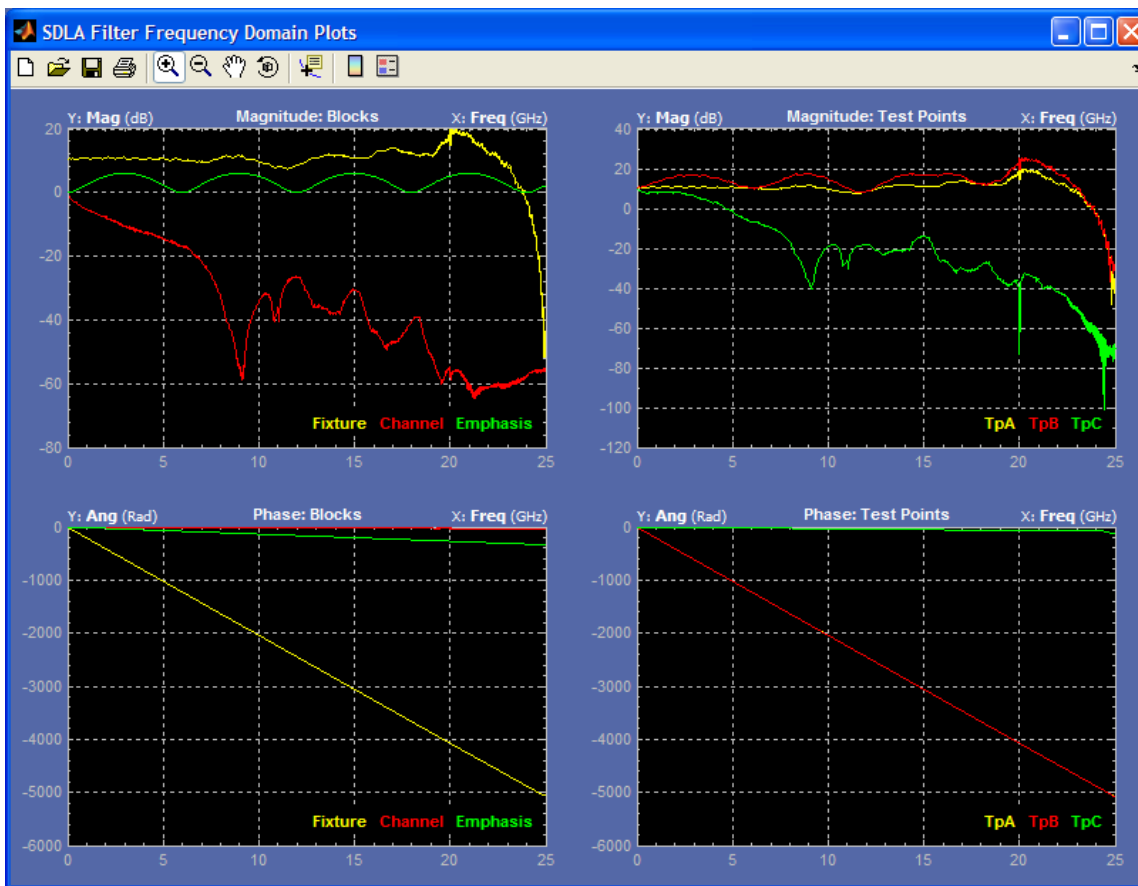 SDLA Filter Frequency Domain Plots
Y: Mag (dB) Magnitude: Blocks X: Freq (GHz)
20
0
-20
-40
-60
-80
Fixture Channel Emphasis
0 5 10 15 20 25
Y: Mag (dB) Magnitude: Test Points X: Freq (GHz)
40
20
0
-20
-40
-60
-80
-100
-120
TpA TpB TpC
0 5 10 15 20 25
Y: Ang (Rad) Phase: Blocks X: Freq (GHz)
0
-1000
-2000
-3000
-4000
-5000
-6000
Fixture Channel Emphasis
0 5 10 15 20 25
Y: Ang (Rad) Phase: Test Points X: Freq (GHz)
0
-1000
-2000
-3000
-4000
-5000
-6000
TpA TpB TpC
0 5 10 15 20 25